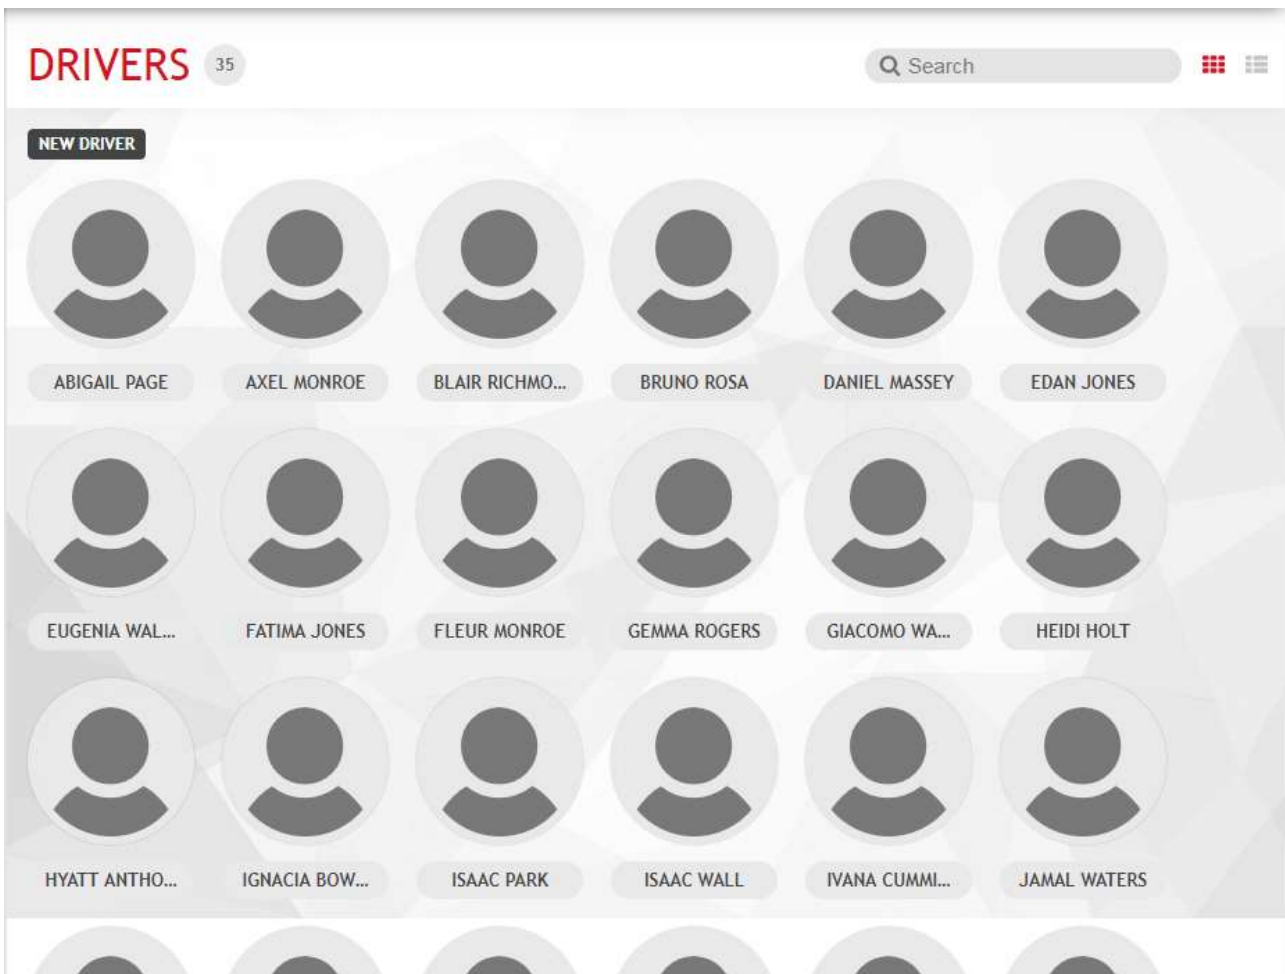 DRIVERS 35 Search
NEW DRIVER
ABIGAIL PAGE AXEL MONROE BLAIR RICHMO... BRUNO ROSA DANIEL MASSEY EDAN JONES
EUGENIA WAL... FATIMA JONES FLEUR MONROE GEMMA ROGERS GIACOMO WA... HEIDI HOLT
HYATT ANTHO... IGNACIA BOW... ISAAC PARK ISAAC WALL IVANA CUMMI... JAMAL WATERS